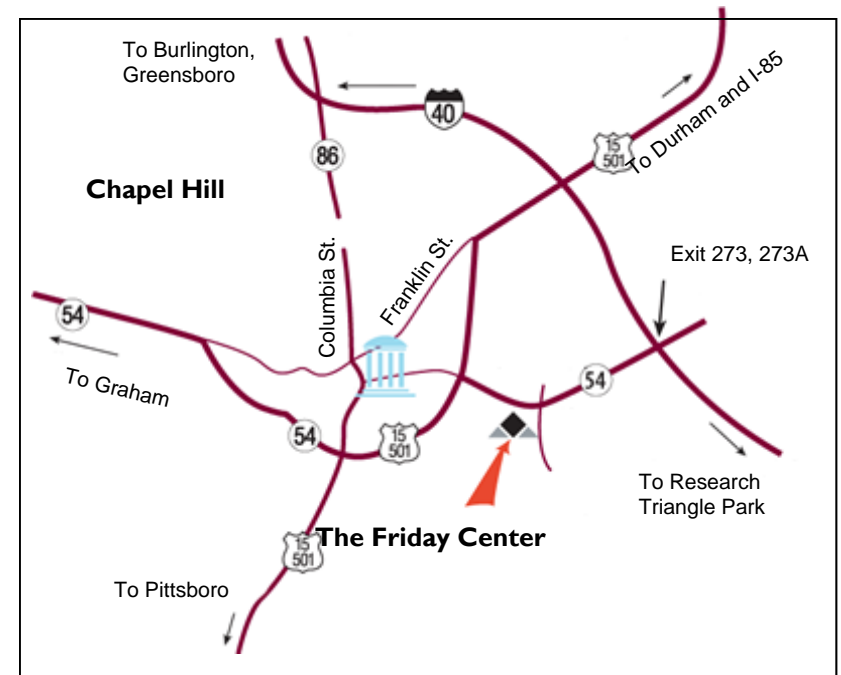 To Burlington,
Greensboro
40
15
501
To Durham and I-85
86
Chapel Hill
Columbia St.
Franklin St.
Exit 273, 273A
54
To Graham
54
54
15
501
To Research
Triangle Park
The Friday Center
15
501
To Pittsboro